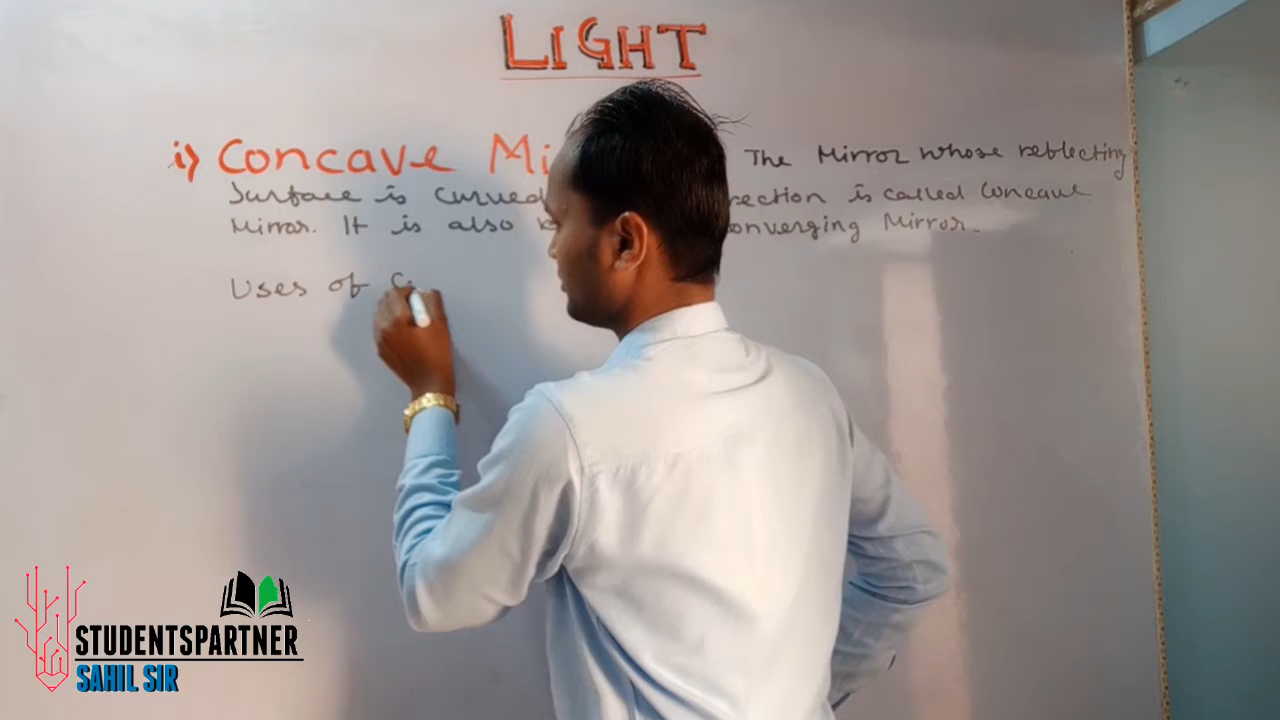 LIGHT
i) Concave Mi The Mirror whose reflecting
Surface is curved rection is called Concave
Mirror. It is also onverging Mirror.
Uses of C
STUDENTSPARTNER
SAHIL SIR